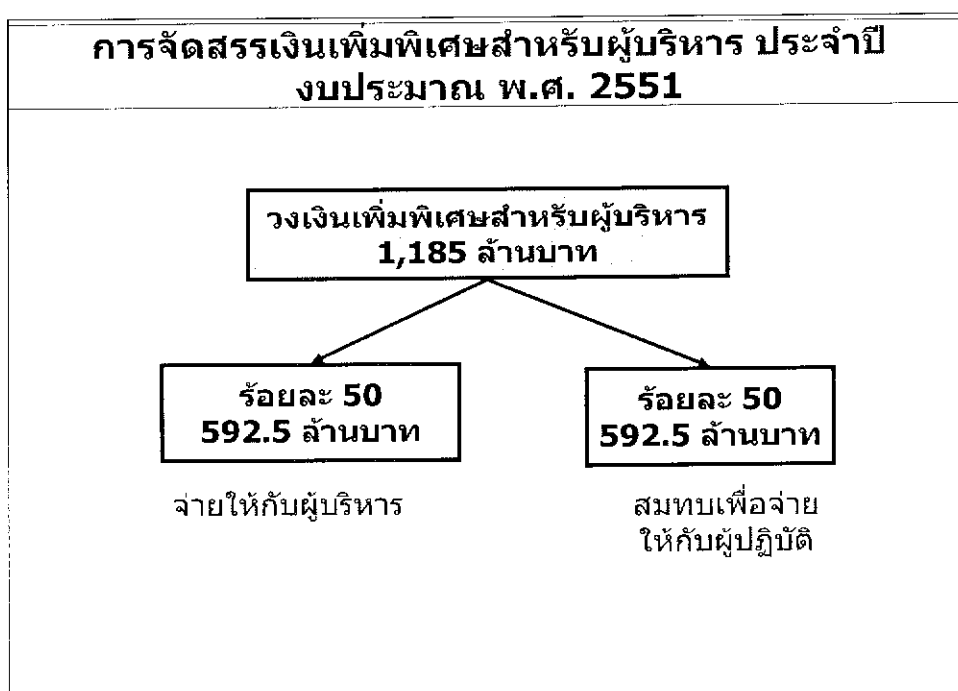 การจัดสรรเงินเพิ่มพิเศษสำหรับผู้บริหาร ประจำปี
งบประมาณ พ.ศ. 2551
วงเงินเพิ่มพิเศษสำหรับผู้บริหาร
1,185 ล้านบาท
ร้อยละ 50
592.5 ล้านบาท
ร้อยละ 50
592.5 ล้านบาท
จ่ายให้กับผู้บริหาร
สมทบเพื่อจ่าย
ให้กับผู้ปฏิบัติ